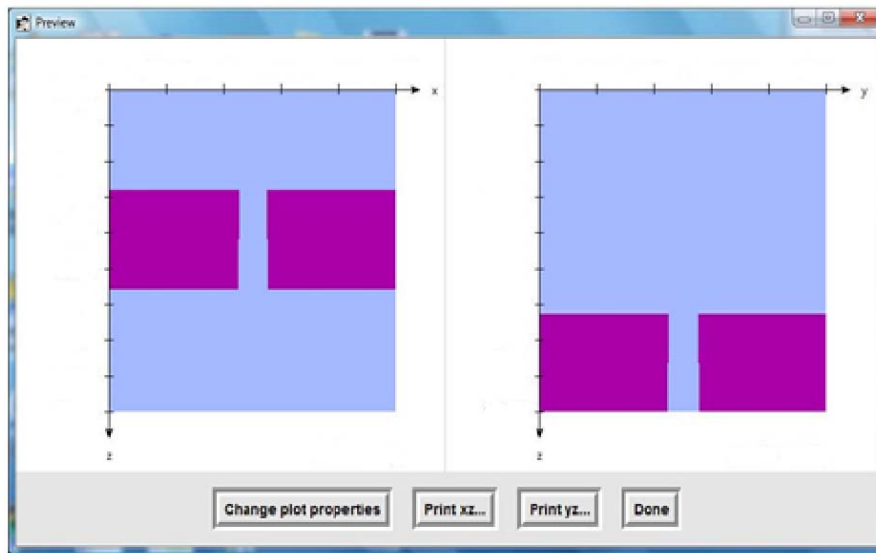 Preview
x
y
z
z
Change plot properties
Print xz...
Print yz...
Done